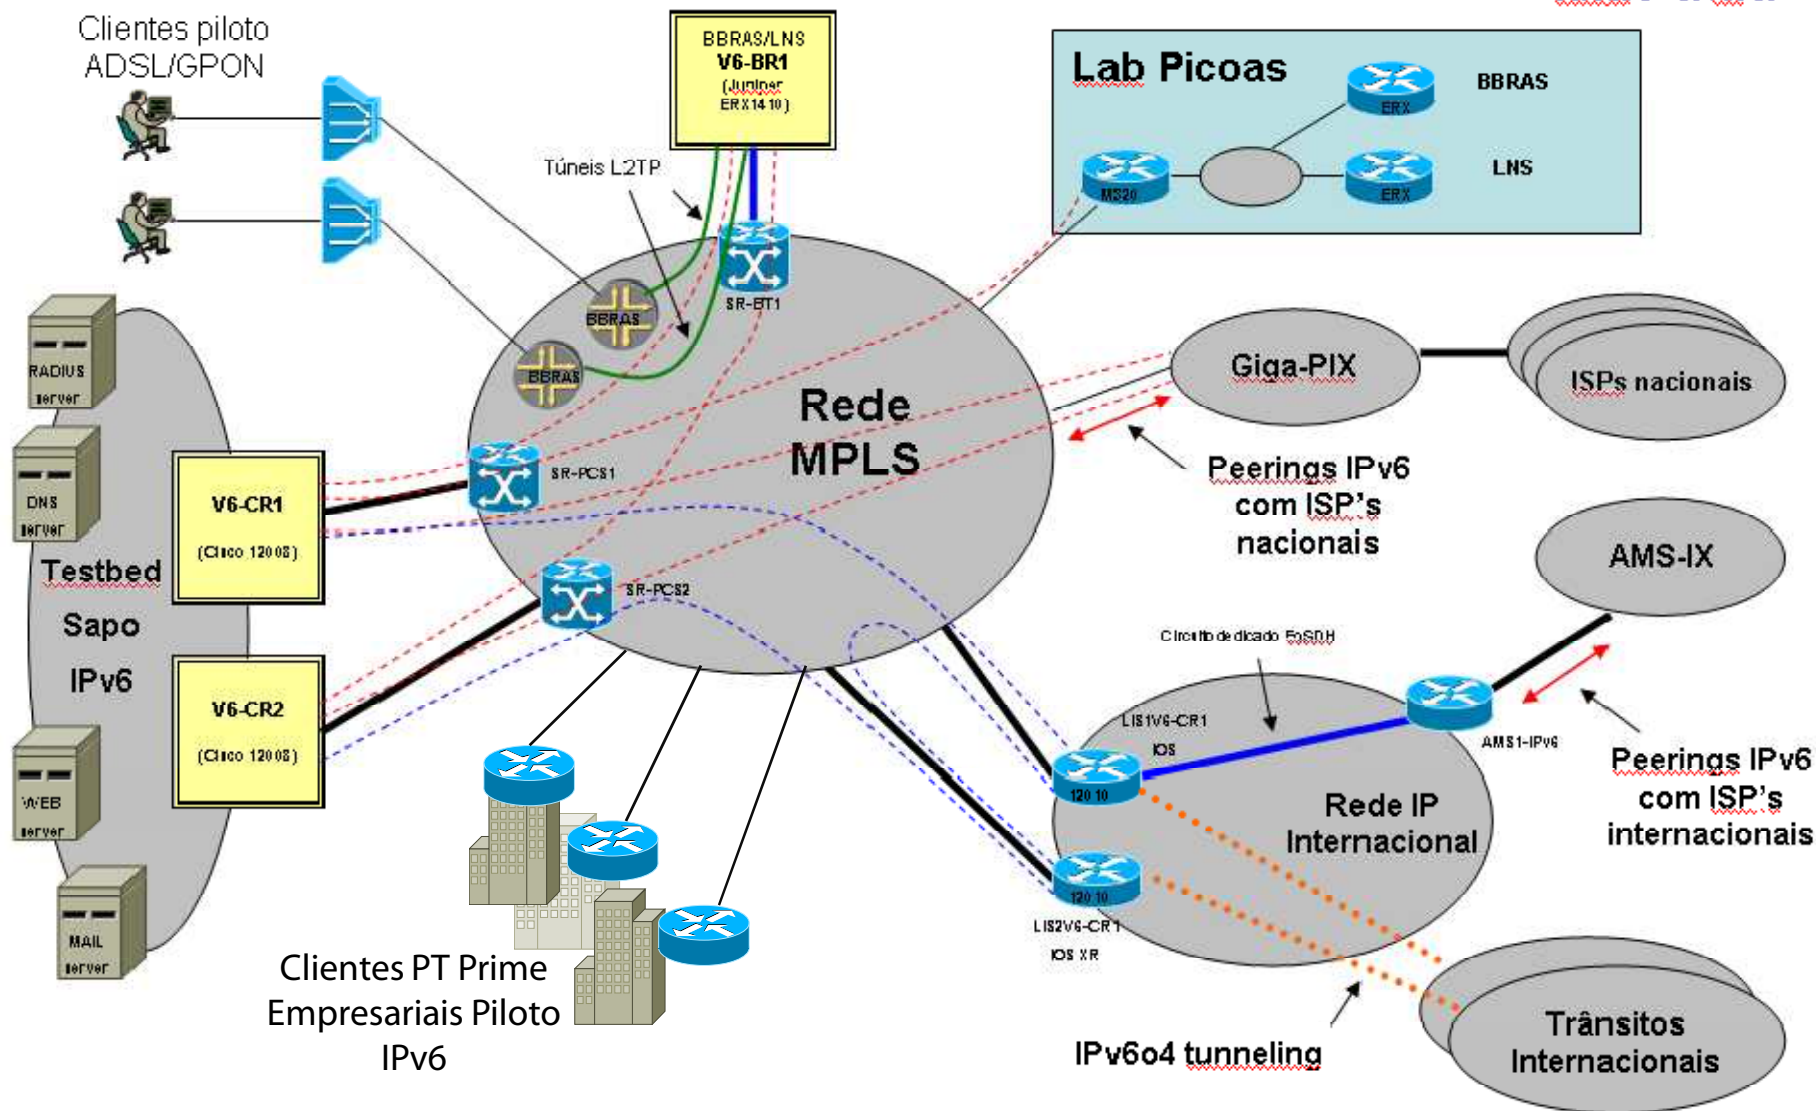 Clientes piloto
ADSL/GPON
BBRAS/LNS
V6-BR1
(Juniper
ERX1410)
Túneis L2TP
Lab Picoas
ERX
BBRAS
MS20
ERX
LNS
SR-BT1
BBRAS
BBRAS
RADIUS
server
DNS
server
Testbed
Sapo
IPv6
WEB
server
MAIL
server
V6-CR1
(Cisco 12008)
V6-CR2
(Cisco 12008)
SR-PCS1
SR-PCS2
Rede
MPLS
Giga-PIX
ISPs nacionais
Peerings IPv6
com ISP's
nacionais
AMS-IX
Circuito dedicado EoSDH
LIS1V6-CR1
IOS
12010
AMS1-IPv6
Peerings IPv6
com ISP's
internacionais
Rede IP
Internacional
12010
LIS2V6-CR1
IOS XR
IPv6o4 tunneling
Trânsitos
Internacionais
Clientes PT Prime
Empresariais Piloto
IPv6